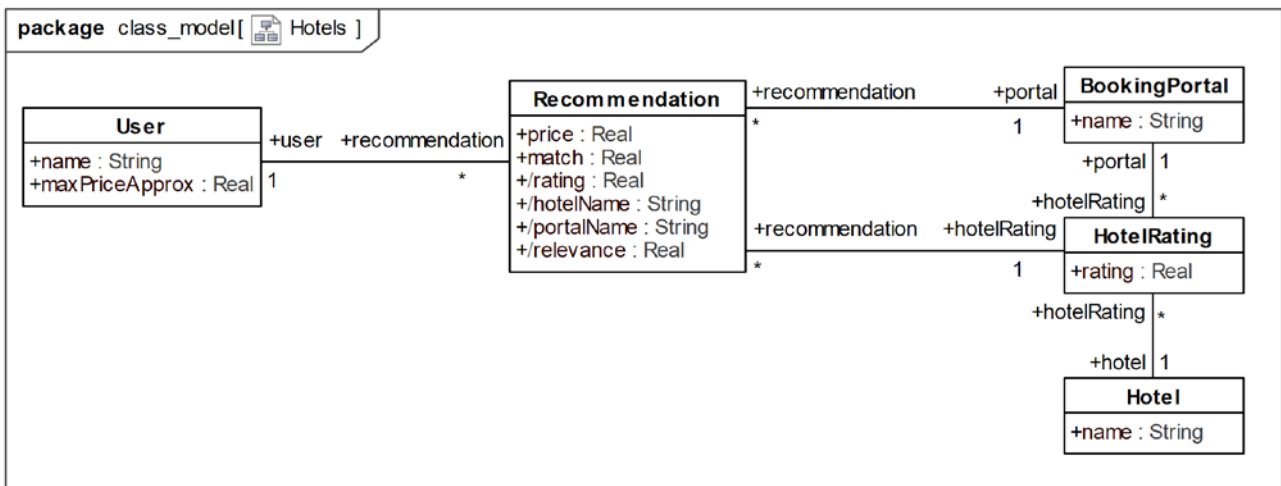 package class_model[ Hotels ]
User
+name : String
+maxPriceApprox : Real
+user
1
+recommendation
*
Recommendation
+price : Real
+match : Real
+/rating : Real
+/hotelName : String
+/portalName : String
+/relevance : Real
+recommendation
*
+portal
1
BookingPortal
+name : String
+portal 1
+hotelRating *
+recommendation
*
+hotelRating
1
HotelRating
+rating : Real
+hotelRating *
+hotel 1
Hotel
+name : String